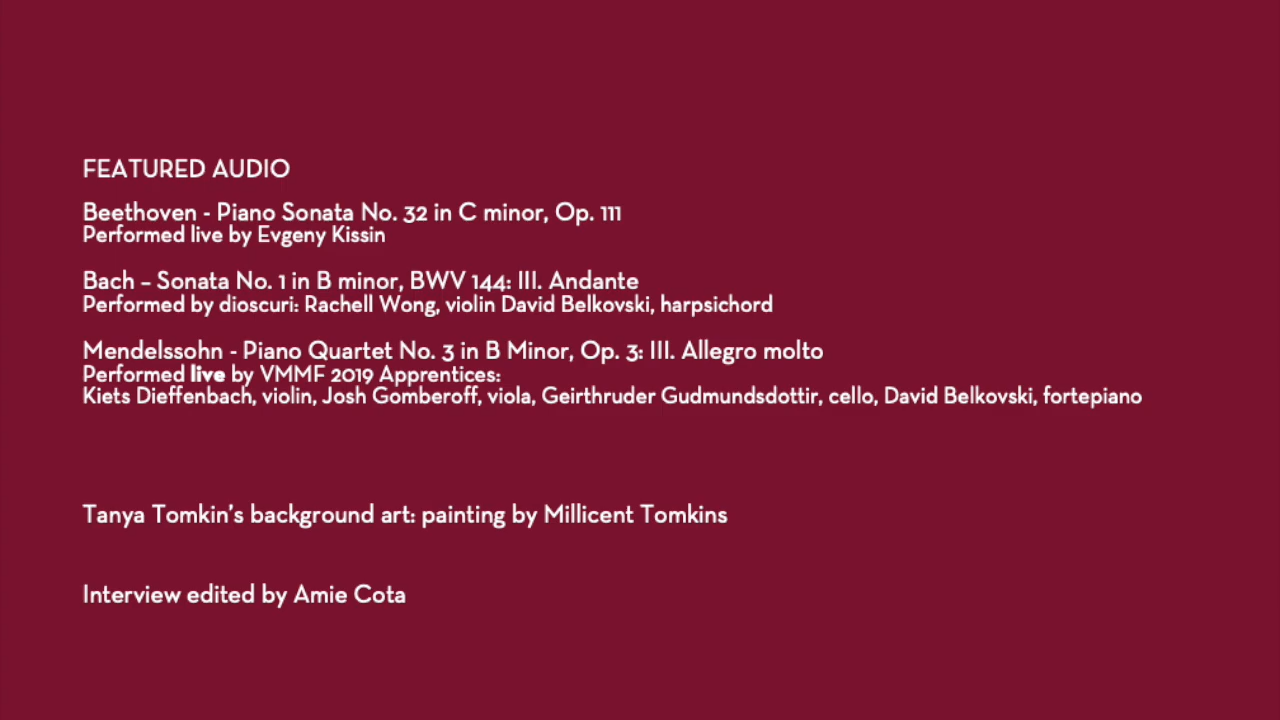 FEATURED AUDIO
Beethoven - Piano Sonata No. 32 in C minor, Op. 111
Performed live by Evgeny Kissin
Bach – Sonata No. 1 in B minor, BWV 144: III. Andante
Performed by dioscuri: Rachell Wong, violin David Belkovski, harpsichord
Mendelssohn - Piano Quartet No. 3 in B Minor, Op. 3: III. Allegro molto
Performed live by VMMF 2019 Apprentices:
Kiets Dieffenbach, violin, Josh Gomberoff, viola, Geirthruder Gudmundsdottir, cello, David Belkovski, fortepiano
Tanya Tomkin’s background art: painting by Millicent Tomkins
Interview edited by Amie Cota